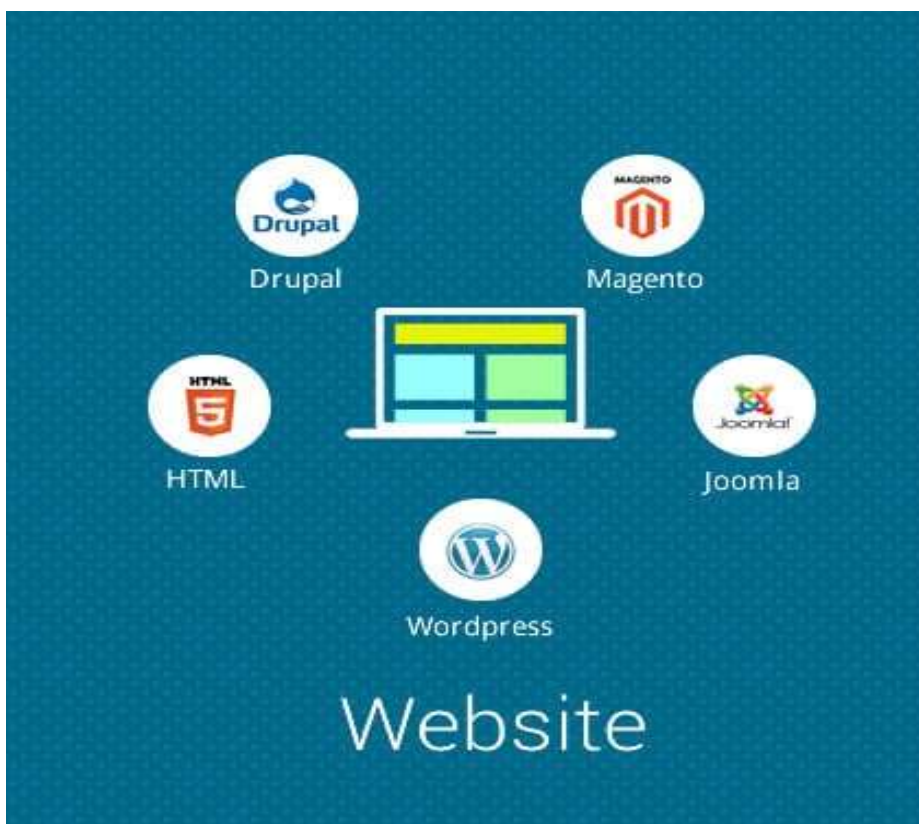 Drupal
Drupal
MAGENTO
Magento
HTML
5
HTML
Joomla!
Joomla
W
Wordpress
Website